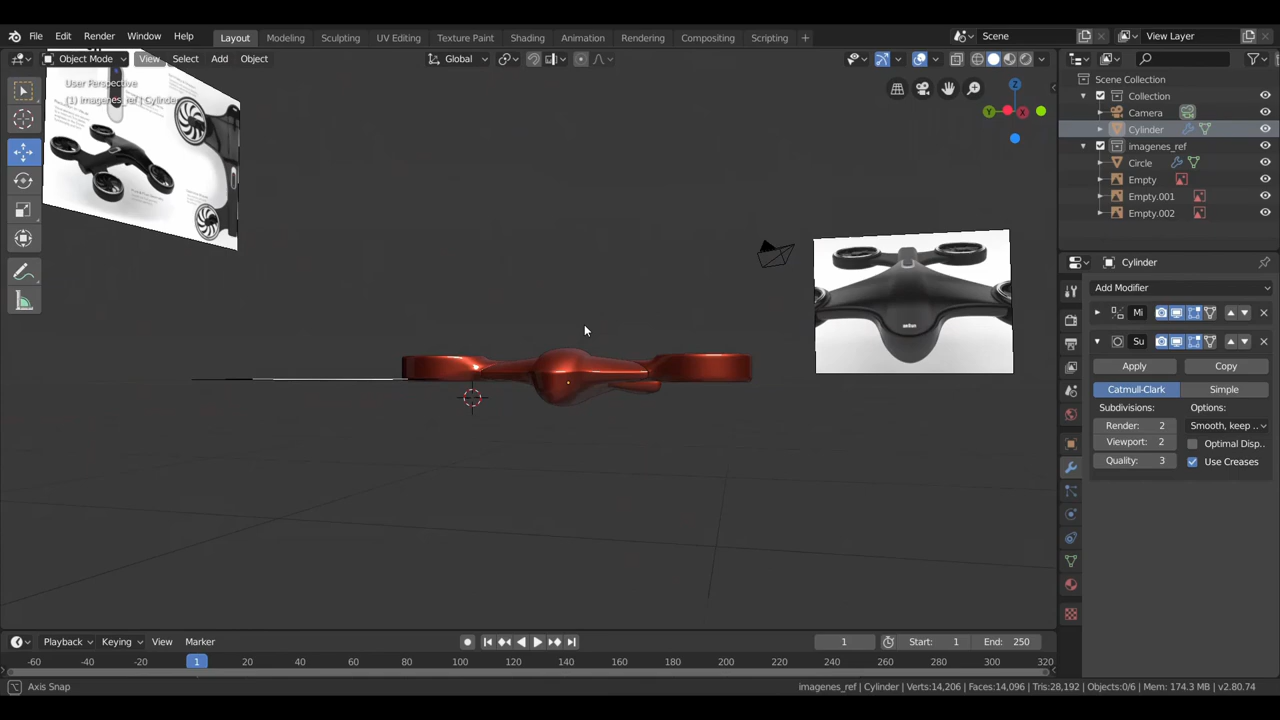 File Edit Render Window Help Layout Modeling Sculpting UV Editing Texture Paint Shading Animation Rendering Compositing Scripting Scene View Layer
Object Mode View Select Add Object Global
User Perspective
(1) imagenes_ref | Cylinder
Scene Collection
Collection
Camera
Cylinder
imagenes_ref
Circle
Empty
Empty.001
Empty.002
Cylinder
Add Modifier
Mi
Su
Apply Copy
Catmull-Clark Simple
Subdivisions: Options:
Render: 2 Smooth, keep ..
Viewport: 2 Optimal Disp..
Quality: 3 Use Creases
Playback Keying View Marker 1 Start: 1 End: 250
-60 -40 -20 1 20 40 60 80 100 120 140 160 180 200 220 240 260 280 300 320
Axis Snap imagenes_ref | Cylinder | Verts:14,206 | Faces:14,096 | Tris:28,192 | Objects:0/6 | Mem: 174.3 MB | v2.80.74